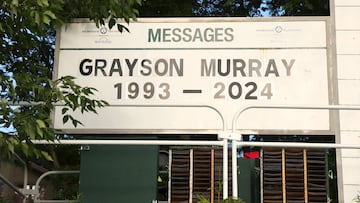 MESSAGES
GRAYSON MURRAY
1993 — 2024